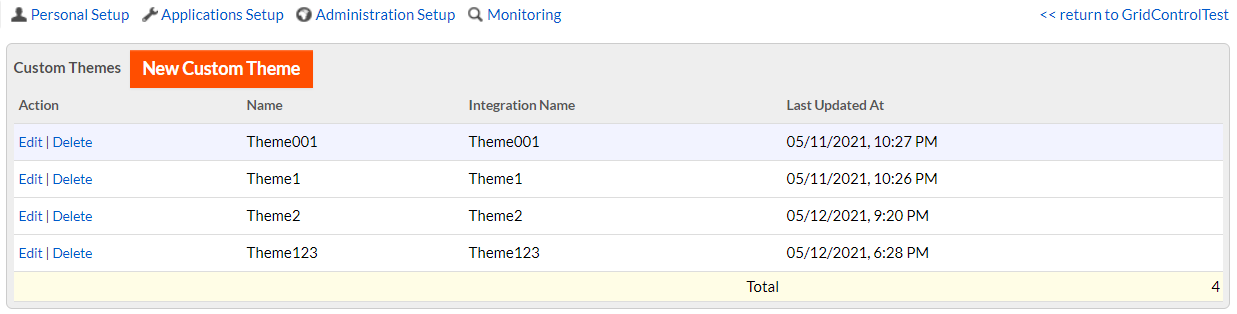 Personal Setup Applications Setup Administration Setup Monitoring << return to GridControlTest
Custom Themes New Custom Theme
Action Name Integration Name Last Updated At
Edit | Delete Theme001 Theme001 05/11/2021, 10:27 PM
Edit | Delete Theme1 Theme1 05/11/2021, 10:26 PM
Edit | Delete Theme2 Theme2 05/12/2021, 9:20 PM
Edit | Delete Theme123 Theme123 05/12/2021, 6:28 PM
Total 4